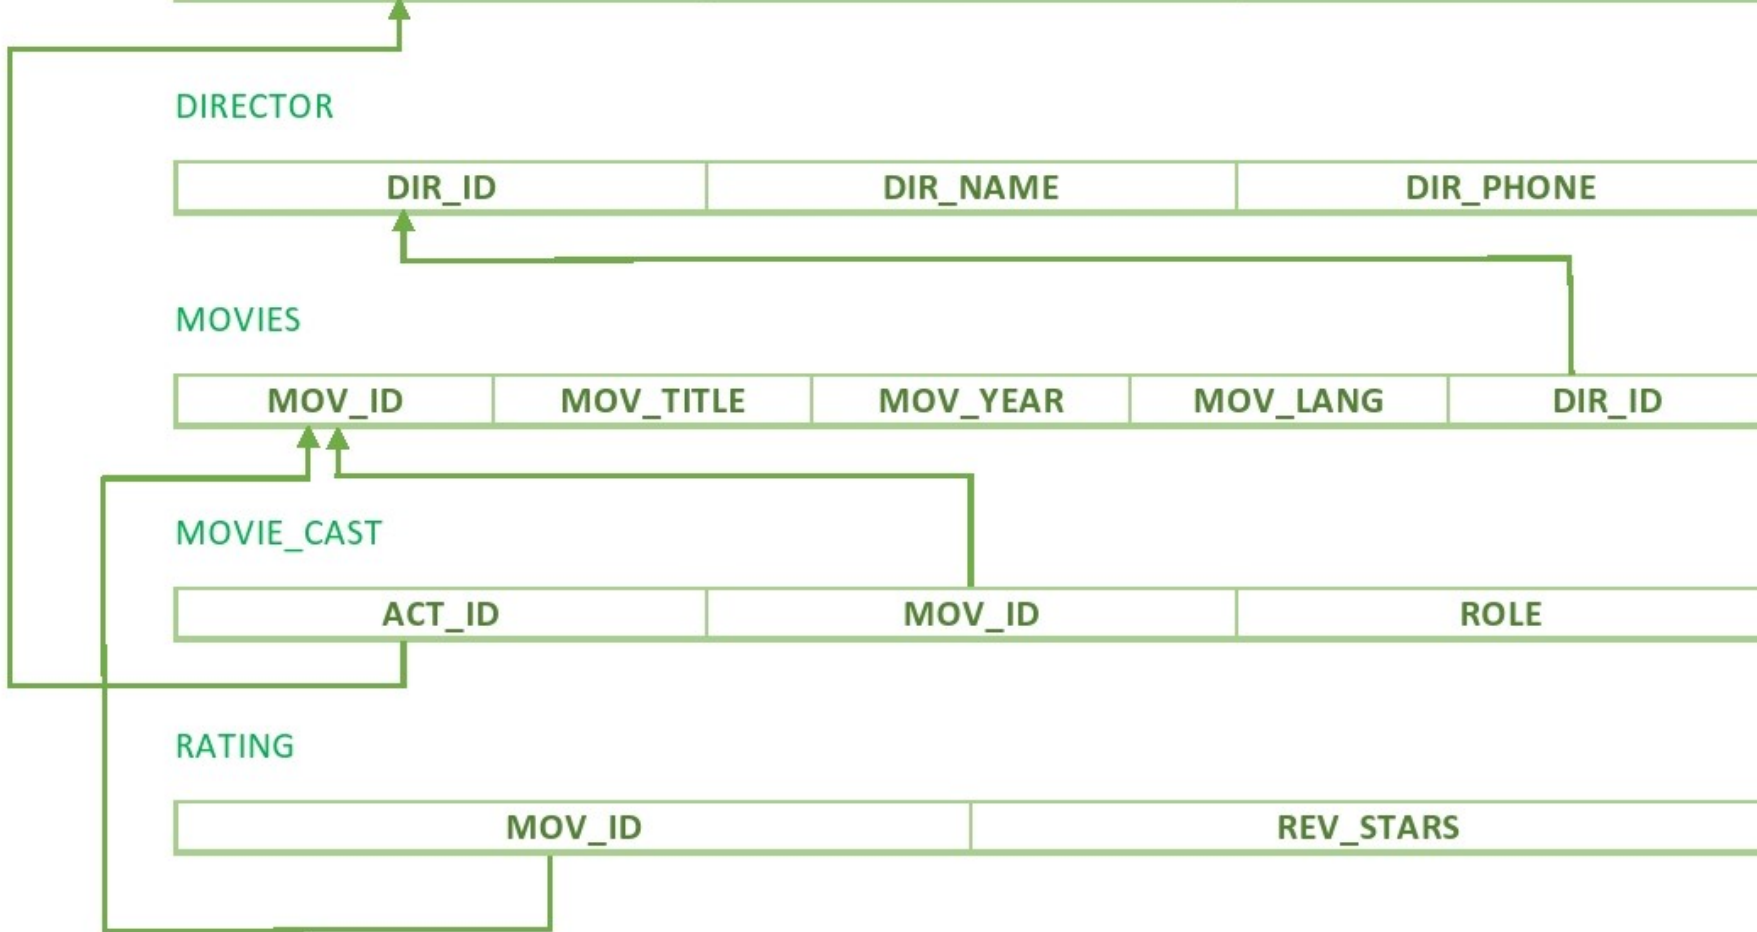 DIRECTOR
DIR_ID DIR_NAME DIR_PHONE
MOVIES
MOV_ID MOV_TITLE MOV_YEAR MOV_LANG DIR_ID
MOVIE_CAST
ACT_ID MOV_ID ROLE
RATING
MOV_ID REV_STARS